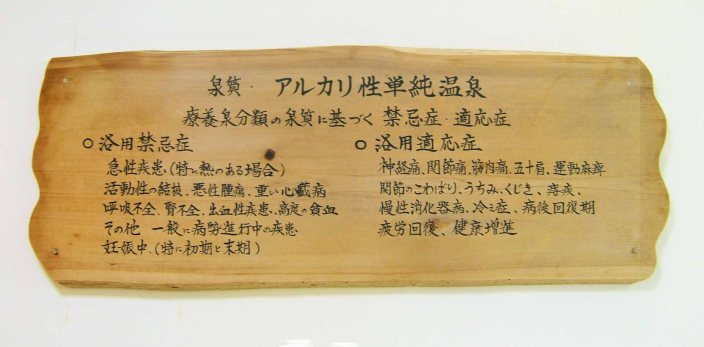 泉質・ アルカリ性単純温泉
療養泉分類の泉質に基づく 禁忌症・適応症
○浴用禁忌症
急性疾患、(特に熱のある場合)
活動性の結核、悪性腫瘍、重い心臓病
呼吸不全、腎不全、出血性疾患、高度の貧血
その他 一般に病勢進行中の疾患
妊娠中、(特に初期と末期)
○浴用適応症
神経痛、関節痛、筋肉痛、五十肩、運動麻痺
関節のこわばり、うちみ、くじき、痔疾、
慢性消化器病、冷え症、病後回復期
疲労回復、健康増進